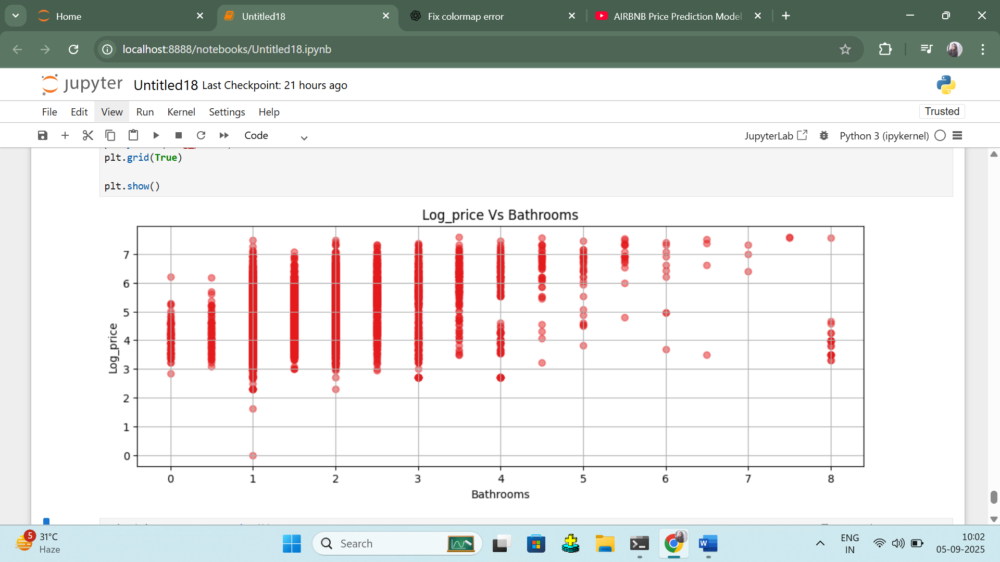 Home
Untitled18
Fix colormap error
AIRBNB Price Prediction Model
localhost:8888/notebooks/Untitled18.ipynb
jupyter Untitled18 Last Checkpoint: 21 hours ago
File Edit View Run Kernel Settings Help
Trusted
Code
JupyterLab
Python 3 (ipykernel)
plt.grid(True)
plt.show()
Log_price Vs Bathrooms
7
6
5
4
3
2
1
0
Log_price
0 1 2 3 4 5 6 7 8
Bathrooms
5
31°C
Haze
Search
ENG
IN
10:02
05-09-2025